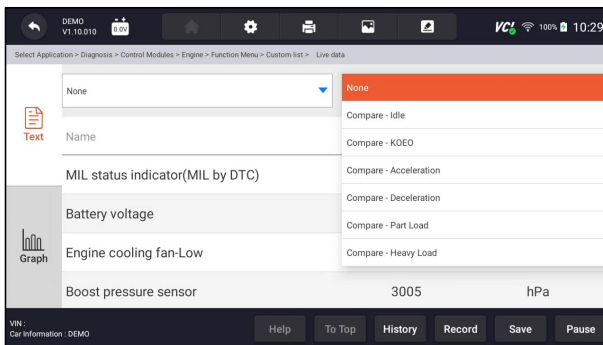 DEMO
V1.10.010
0.0V
VCI 100% 10:29
Select Application > Diagnosis > Control Modules > Engine > Function Menu > Custom list > Live data
None
None
Compare - Idle
Compare - KOEO
Compare - Acceleration
Compare - Deceleration
Compare - Part Load
Compare - Heavy Load
Text
Graph
Name
MIL status indicator(MIL by DTC)
Battery voltage
Engine cooling fan-Low
Boost pressure sensor 3005 hPa
VIN :
Car Information : DEMO
Help To Top History Record Save Pause